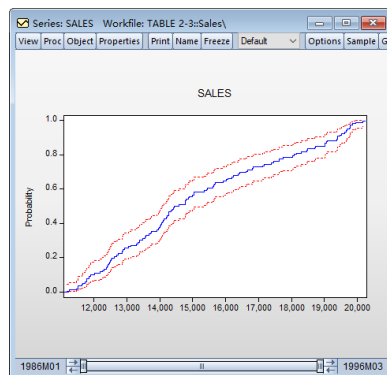 Series: SALES Workfile: TABLE 2-3::Sales\
View Proc Object Properties Print Name Freeze Default Options Sample G
SALES
1.0
0.8
0.6
0.4
0.2
0.0
Probability
12,000 13,000 14,000 15,000 16,000 17,000 18,000 19,000 20,000
1986M01 1996M03